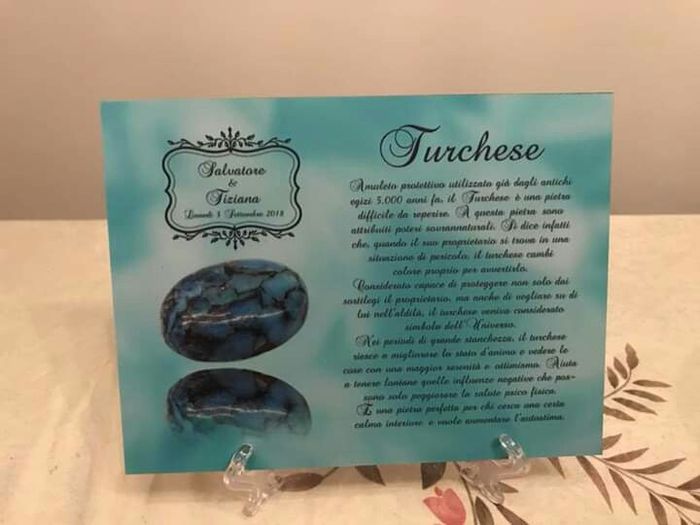 Salvatore
&
Tiziana
Lunedì 3 Settembre 2018
Turchese
Amuleto protettivo utilizzato già dagli antichi
egizi 5.000 anni fa, il Turchese è una pietra
difficile da reperire. A questa pietra sono
attribuiti poteri sovrannaturali. Si dice infatti
che, quando il suo proprietario si trova in una
situazione di pericolo, il turchese cambi
colore proprio per avvertirlo.
Considerato capace di proteggere non solo dai
sortilegi il proprietario, ma anche di vegliare su di
lui nell'aldilà, il turchese veniva considerato
simbolo dell'Universo.
Nei periodi di grande stanchezza, il turchese
riesce a migliorare lo stato d'animo e vedere le
cose con una maggior serenità e ottimismo. Aiuta
a tenere lontane quelle influenze negative che pos-
sono solo peggiorare la salute psico fisica.
È una pietra perfetta per chi cerca una certa
calma interiore e vuole aumentare l'autostima.